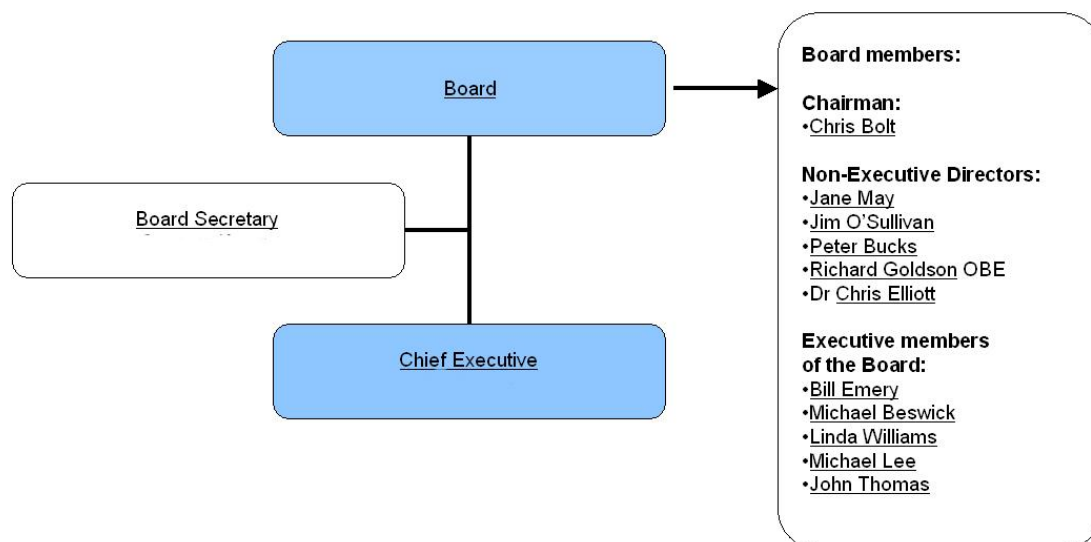 Board
Board Secretary
Chief Executive
Board members:
Chairman:
•Chris Bolt
Non-Executive Directors:
•Jane May
•Jim O'Sullivan
•Peter Bucks
•Richard Goldson OBE
•Dr Chris Elliott
Executive members
of the Board:
•Bill Emery
•Michael Beswick
•Linda Williams
•Michael Lee
•John Thomas